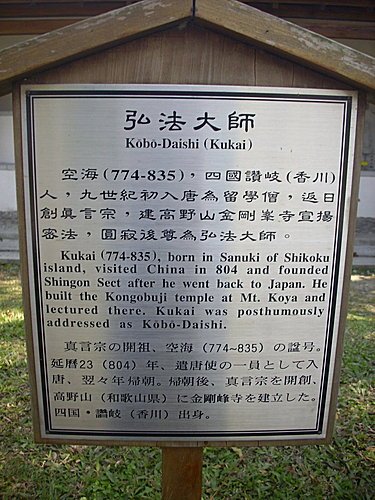 弘法大師
Kōbō-Daishi (Kukai)
空海(774-835)，四國讚岐(香川)
人，九世紀初入唐為留學僧，返日
創眞言宗，建高野山金剛峯寺宣揚
密法，圓寂後尊為弘法大師。
Kukai (774-835), born in Sanuki of Shikoku
island, visited China in 804 and founded
Shingon Sect after he went back to Japan. He
built the Kongobuji temple at Mt. Koya and
lectured there. Kukai was posthumously
addressed as Kōbō-Daishi.
真言宗の開祖、空海（774~835）の諡号。
延暦23（804）年、遣唐使の一員として入
唐、翌々年帰朝。帰朝後、真言宗を開創、
高野山（和歌山県）に金剛峰寺を建立した。
四国・讃岐（香川）出身。